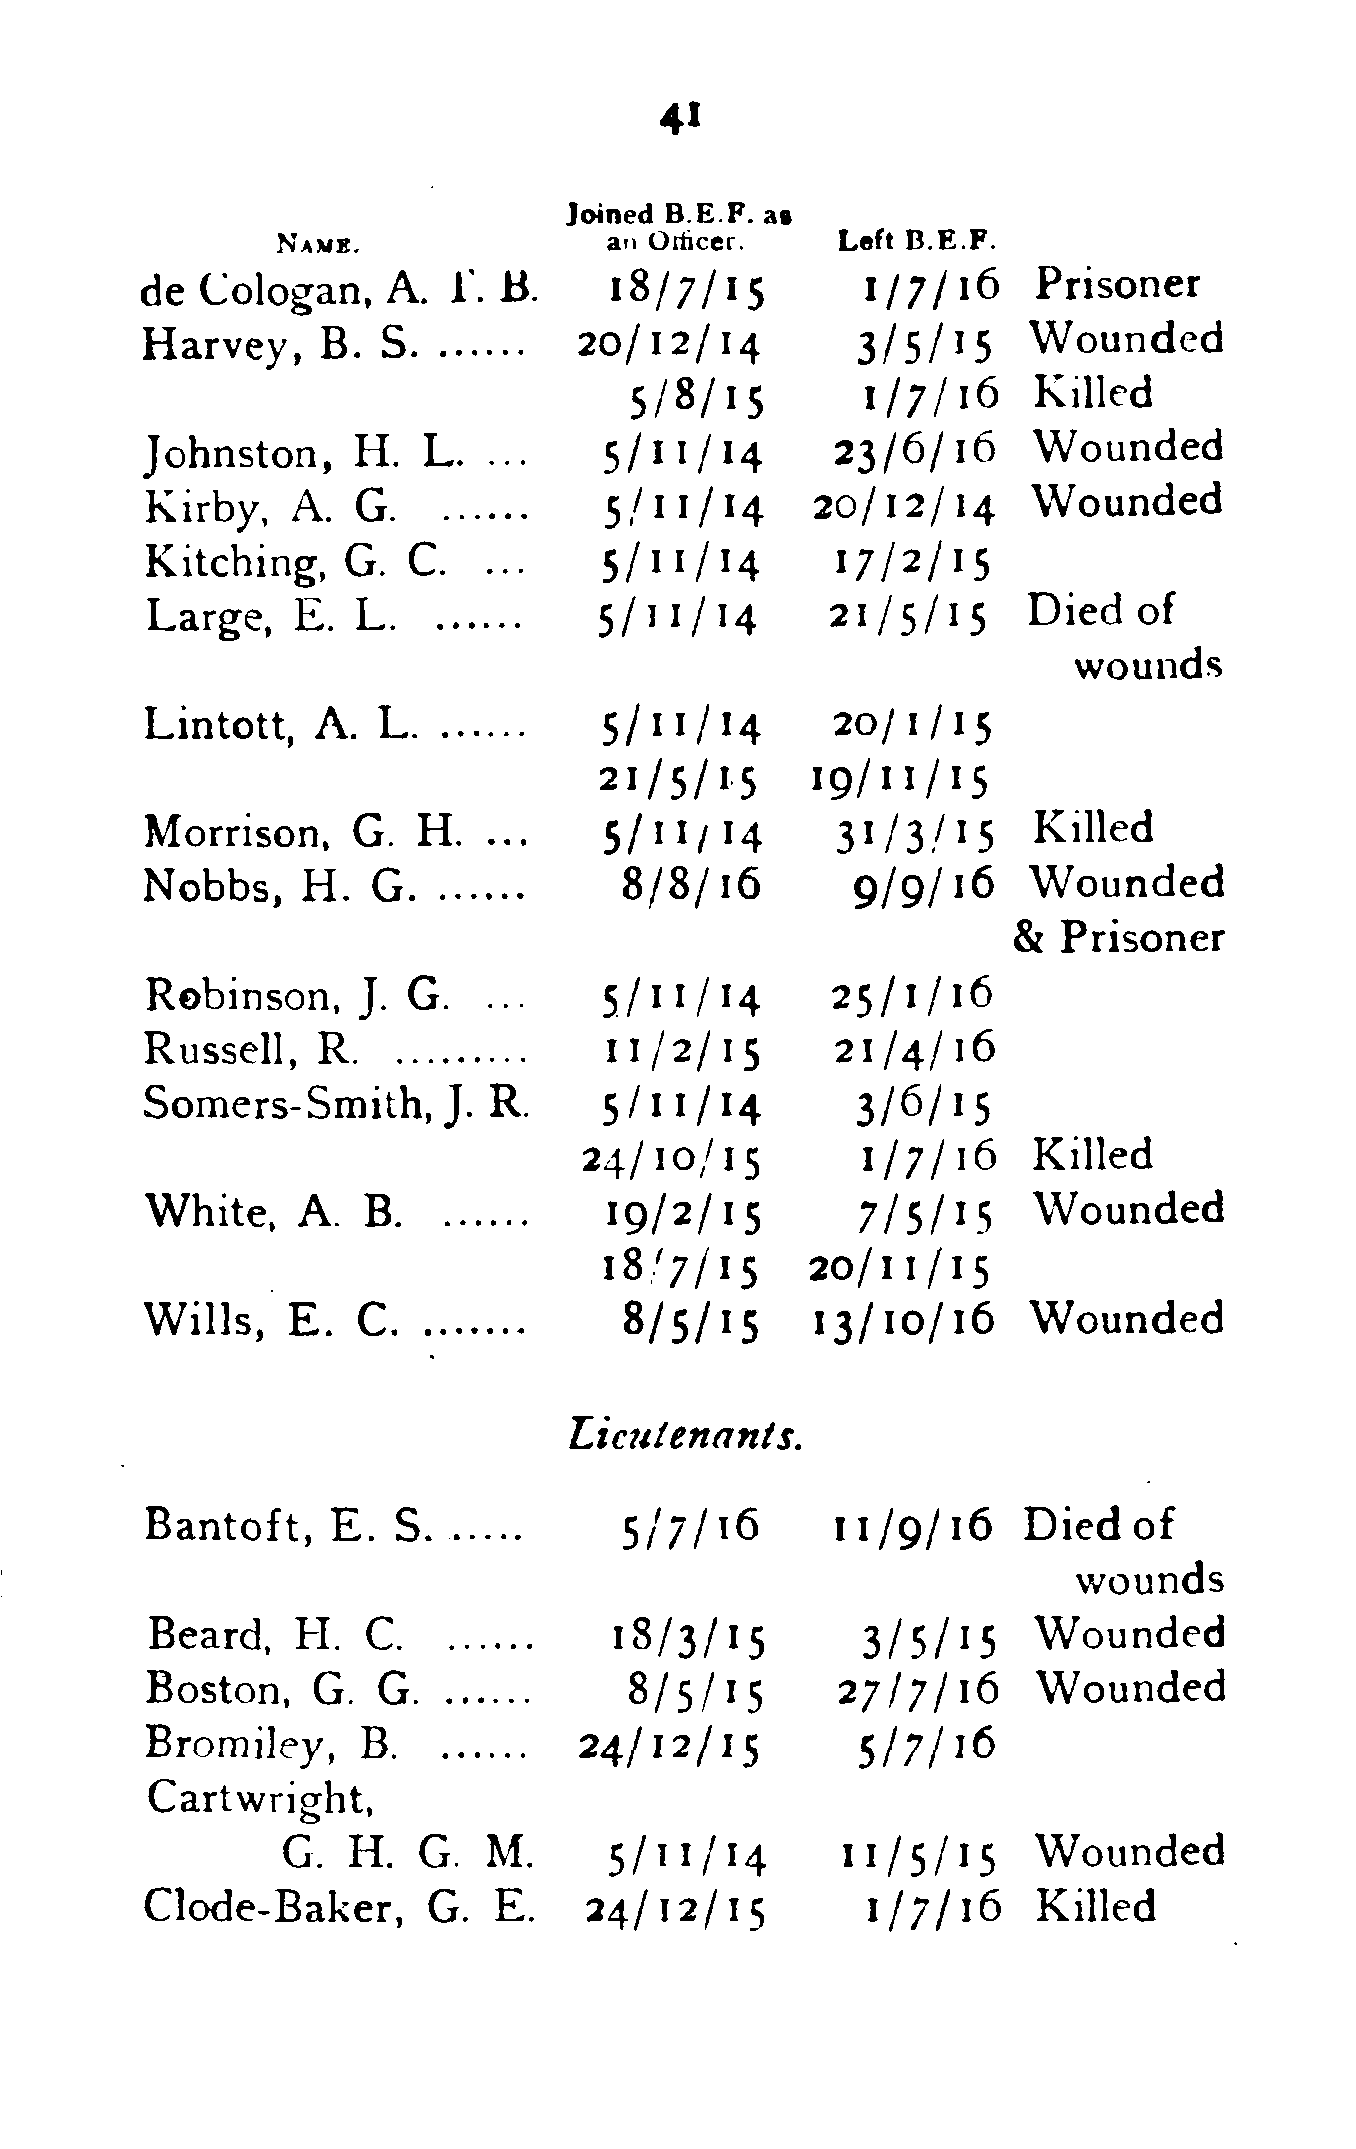 41
Joined B.E.F. as
NAME. an Officer. Left B.E.F.
de Cologan, A. F. B. 18/7/15 1/7/16 Prisoner
Harvey, B. S. ...... 20/12/14 3/5/15 Wounded
5/8/15 1/7/16 Killed
Johnston, H. L. ... 5/11/14 23/6/16 Wounded
Kirby, A. G. ...... 5/11/14 20/12/14 Wounded
Kitching, G. C. ... 5/11/14 17/2/15
Large, E. L. ...... 5/11/14 21/5/15 Died of
wounds
Lintott, A. L. ...... 5/11/14 20/1/15
21/5/15 19/11/15
Morrison, G. H. ... 5/11/14 31/3/15 Killed
Nobbs, H. G. ...... 8/8/16 9/9/16 Wounded
& Prisoner
Robinson, J. G. ... 5/11/14 25/1/16
Russell, R. ......... 11/2/15 21/4/16
Somers-Smith, J. R. 5/11/14 3/6/15
24/10/15 1/7/16 Killed
White, A. B. ...... 19/2/15 7/5/15 Wounded
18/7/15 20/11/15
Wills, E. C. ....... 8/5/15 13/10/16 Wounded
Lieutenants.
Bantoft, E. S. ..... 5/7/16 11/9/16 Died of
wounds
Beard, H. C. ...... 18/3/15 3/5/15 Wounded
Boston, G. G. ...... 8/5/15 27/7/16 Wounded
Bromiley, B. ...... 24/12/15 5/7/16
Cartwright,
G. H. G. M. 5/11/14 11/5/15 Wounded
Clode-Baker, G. E. 24/12/15 1/7/16 Killed